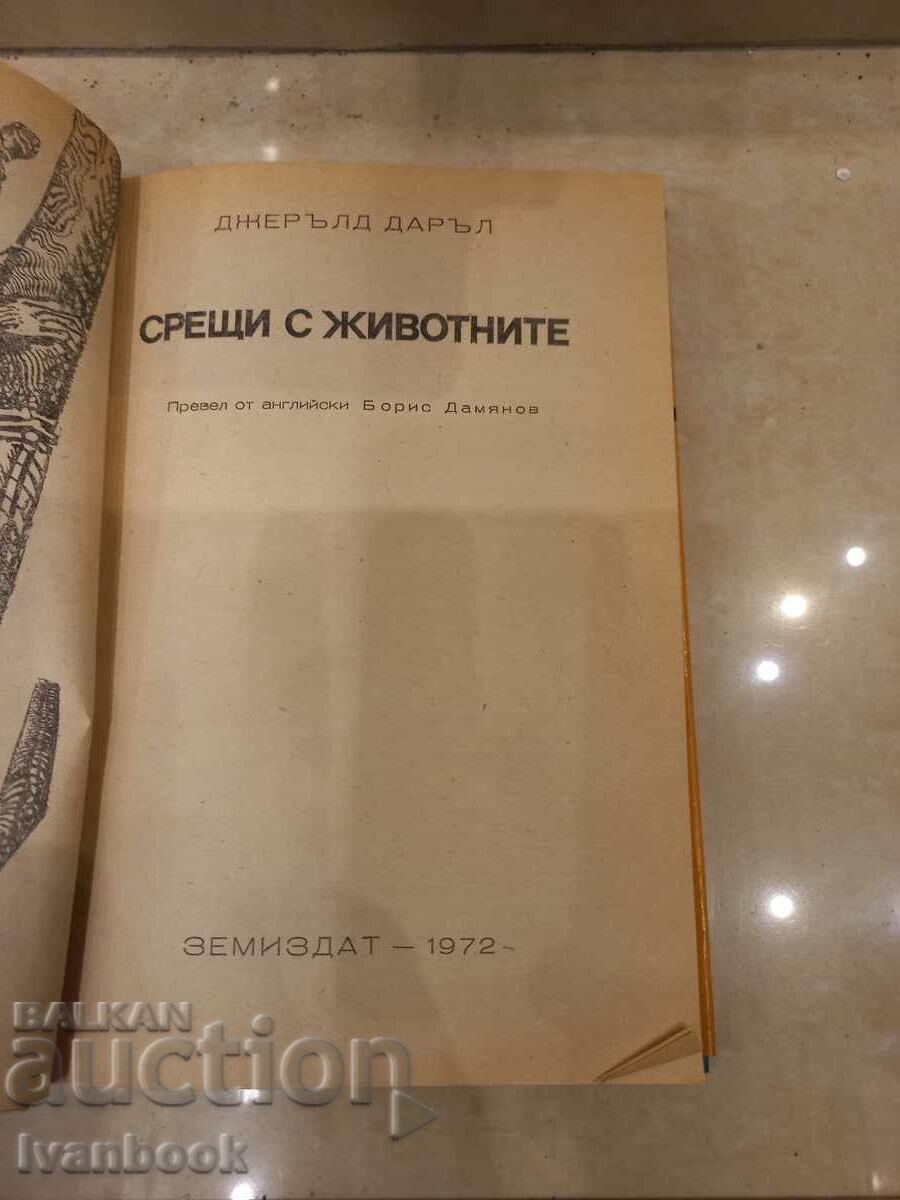 ДЖЕРЪЛД ДАРЪЛ
СРЕЩИ С ЖИВОТНИТЕ
Превел от английски Борис Дамянов
ЗЕМИЗДАТ — 1972
BALKAN
auction
Ivanbook